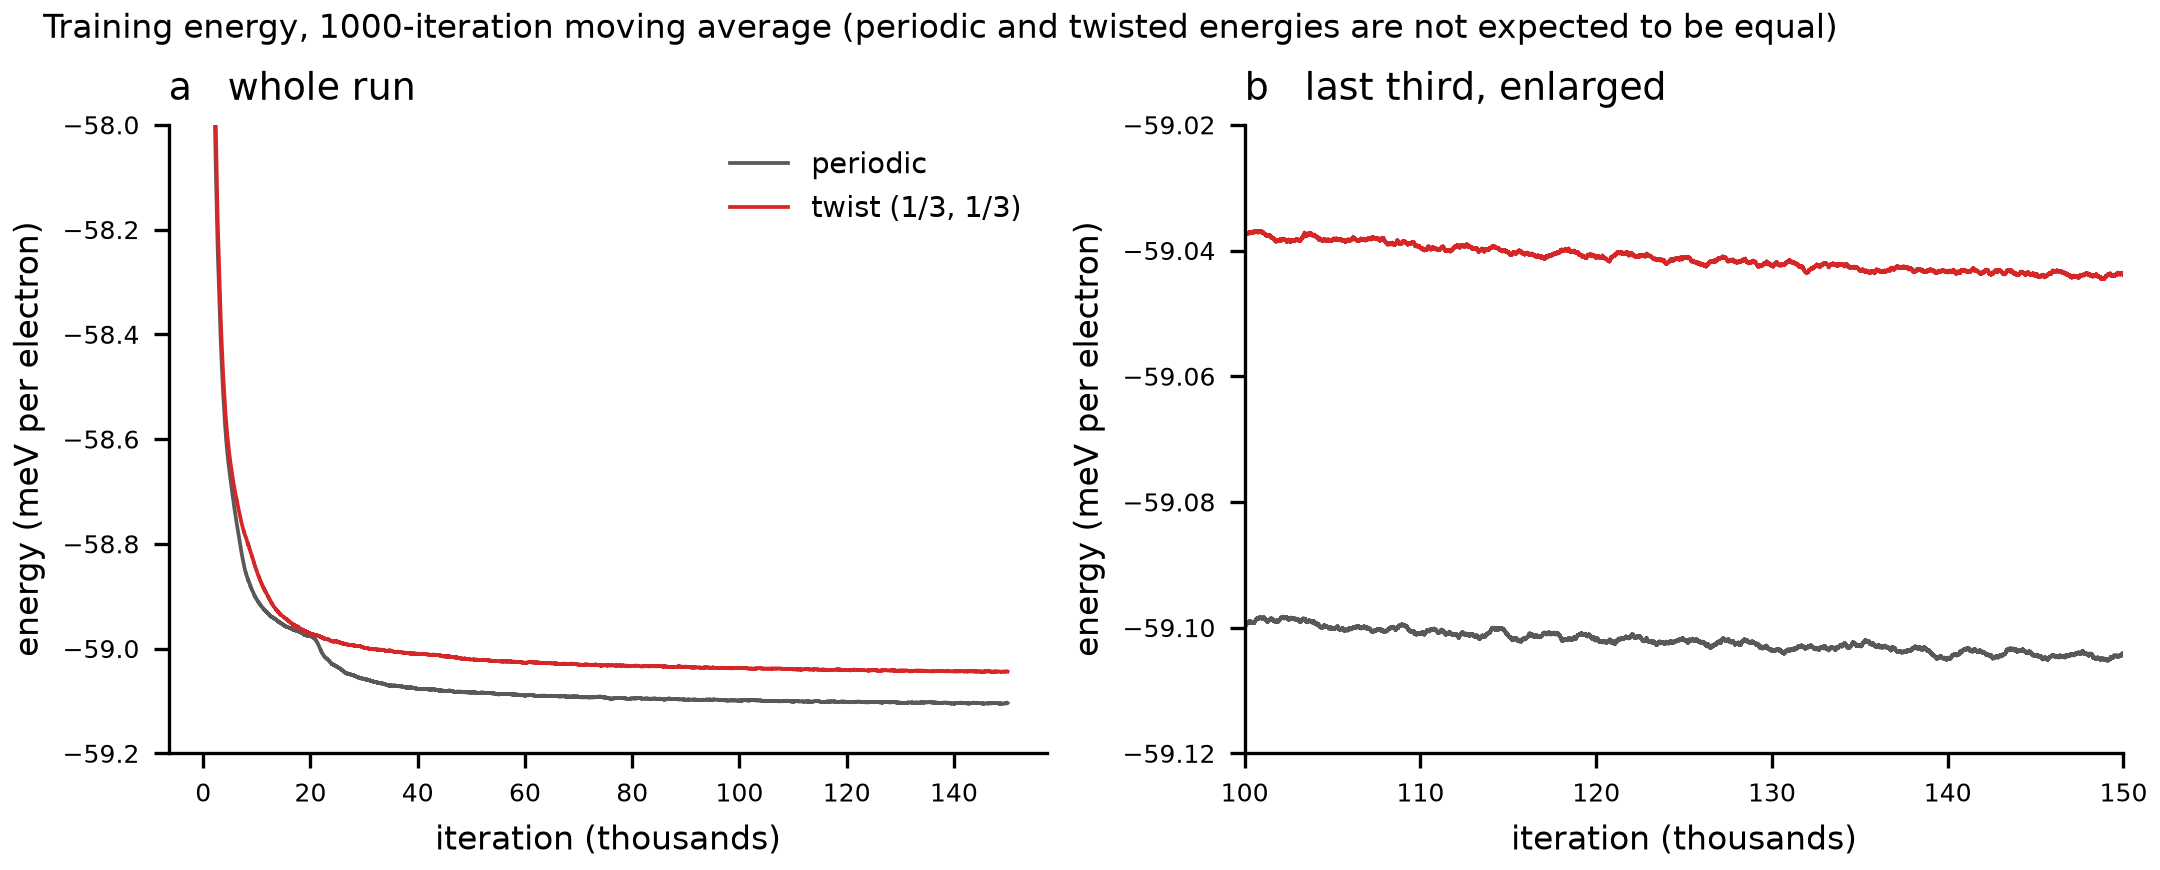 Training energy, 1000-iteration moving average (periodic and twisted energies are not expected to be equal)
a whole run
energy (meV per electron)
−58.0
−58.2
−58.4
−58.6
−58.8
−59.0
−59.2
periodic
twist (1/3, 1/3)
0 20 40 60 80 100 120 140
iteration (thousands)
b last third, enlarged
energy (meV per electron)
−59.02
−59.04
−59.06
−59.08
−59.10
−59.12
100 110 120 130 140 150
iteration (thousands)